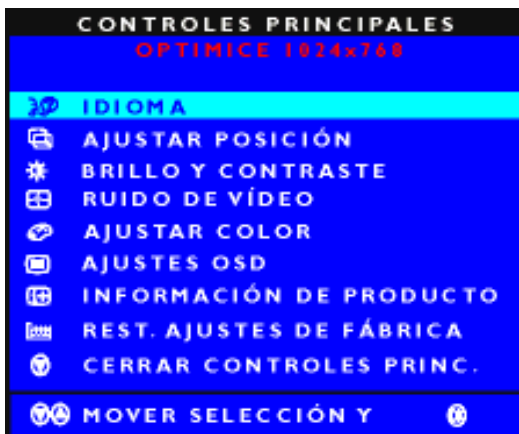 CONTROLES PRINCIPALES
OPTIMICE 1024x768
IDIOMA
AJUSTAR POSICIÓN
BRILLO Y CONTRASTE
RUIDO DE VÍDEO
AJUSTAR COLOR
AJUSTES OSD
INFORMACIÓN DE PRODUCTO
REST. AJUSTES DE FÁBRICA
CERRAR CONTROLES PRINC.
MOVER SELECCIÓN Y